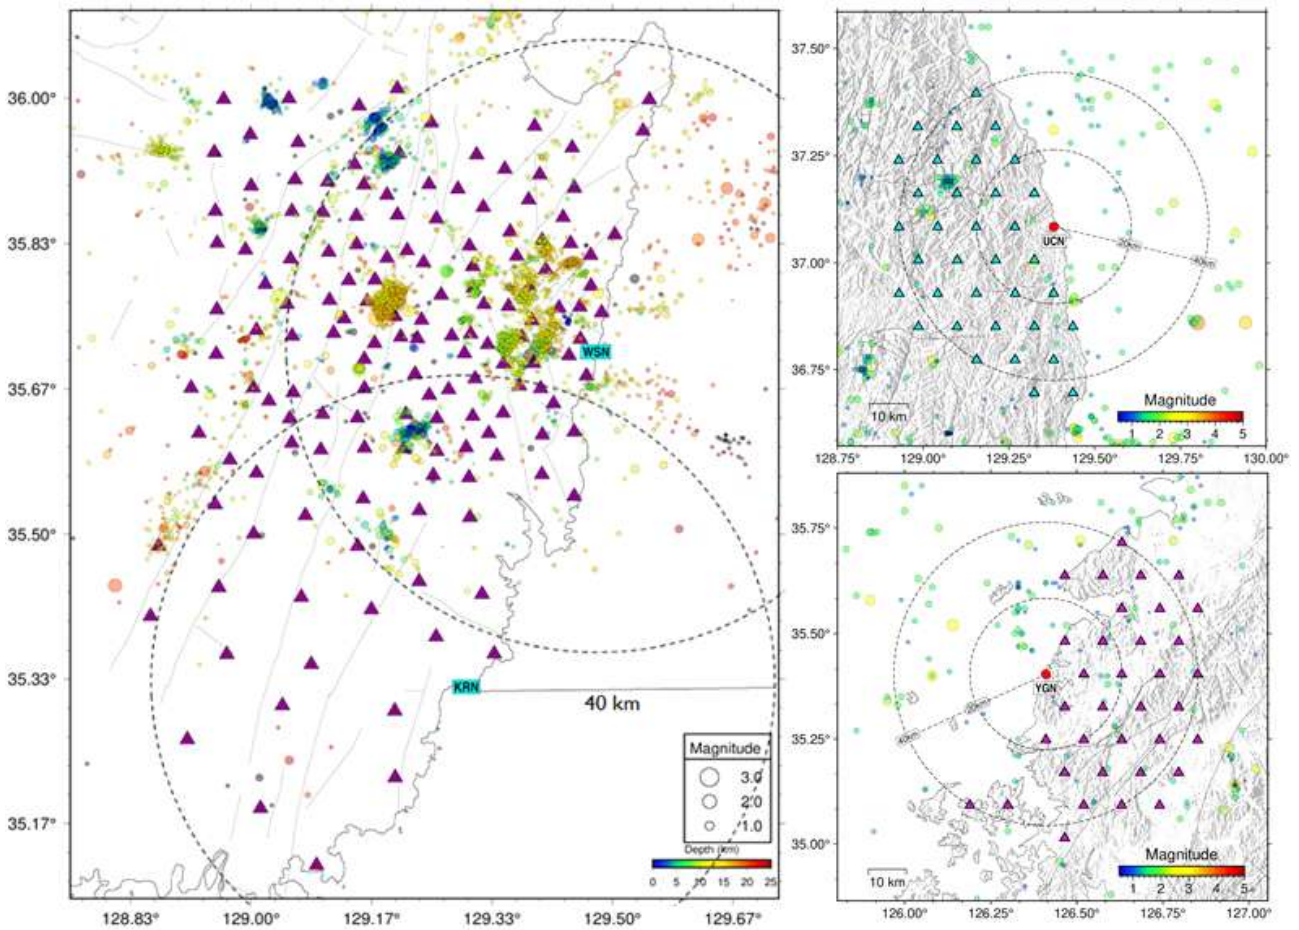 36.00°
35.83°
35.67°
35.50°
35.33°
35.17°
128.83°
129.00°
129.17°
129.33°
129.50°
129.67°
WSN
KRN
40 km
Magnitude
3.0
2.0
1.0
Depth (km)
0 5 10 15 20 25
37.50°
37.25°
37.00°
36.75°
UCN
20km
40km
10 km
Magnitude
1 2 3 4 5
128.75 129.00° 129.25° 129.50° 129.75° 130.00°
35.75°
35.50°
35.25°
35.00°
YGN
20km
40km
10 km
Magnitude
1 2 3 4 5
126.00° 126.25° 126.50° 126.75° 127.00°